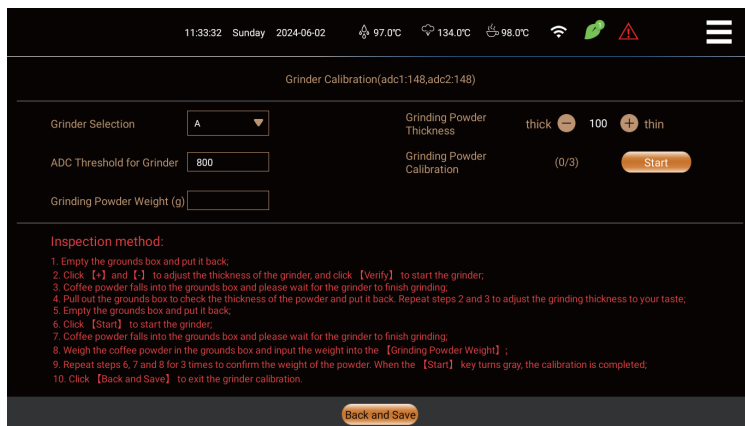 11:33:32 Sunday 2024-06-02 97.0℃ 134.0℃ 98.0℃ 1
Grinder Calibration(adc1:148,adc2:148)
Grinder Selection A Grinding Powder Thickness thick 100 thin
ADC Threshold for Grinder 800 Grinding Powder Calibration (0/3) Start
Grinding Powder Weight (g)
Inspection method:
1. Empty the grounds box and put it back;
2. Click 【+】 and 【-】 to adjust the thickness of the grinder, and click 【Verify】 to start the grinder;
3. Coffee powder falls into the grounds box and please wait for the grinder to finish grinding;
4. Pull out the grounds box to check the thickness of the powder and put it back. Repeat steps 2 and 3 to adjust the grinding thickness to your taste;
5. Empty the grounds box and put it back;
6. Click 【Start】 to start the grinder;
7. Coffee powder falls into the grounds box and please wait for the grinder to finish grinding;
8. Weigh the coffee powder in the grounds box and input the weight into the 【Grinding Powder Weight】;
9. Repeat steps 6, 7 and 8 for 3 times to confirm the weight of the powder. When the 【Start】 key turns gray, the calibration is completed;
10. Click 【Back and Save】 to exit the grinder calibration.
Back and Save